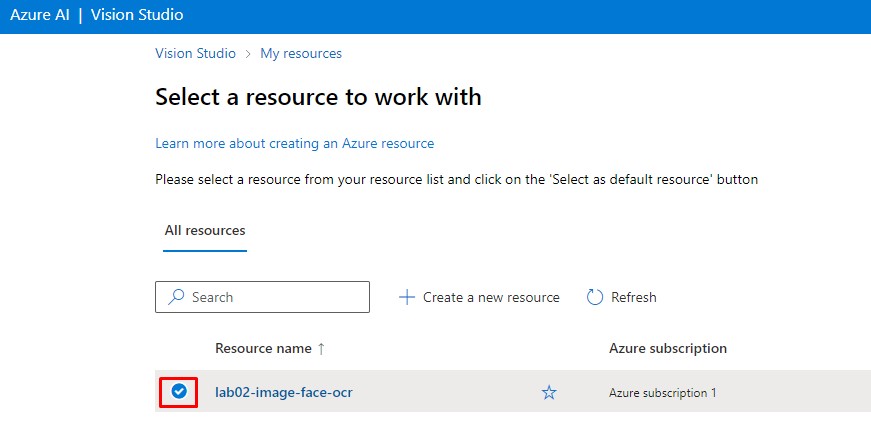 Azure AI | Vision Studio
Vision Studio > My resources
Select a resource to work with
Learn more about creating an Azure resource
Please select a resource from your resource list and click on the 'Select as default resource' button
All resources
Search + Create a new resource Refresh
Resource name ↑ Azure subscription
lab02-image-face-ocr Azure subscription 1